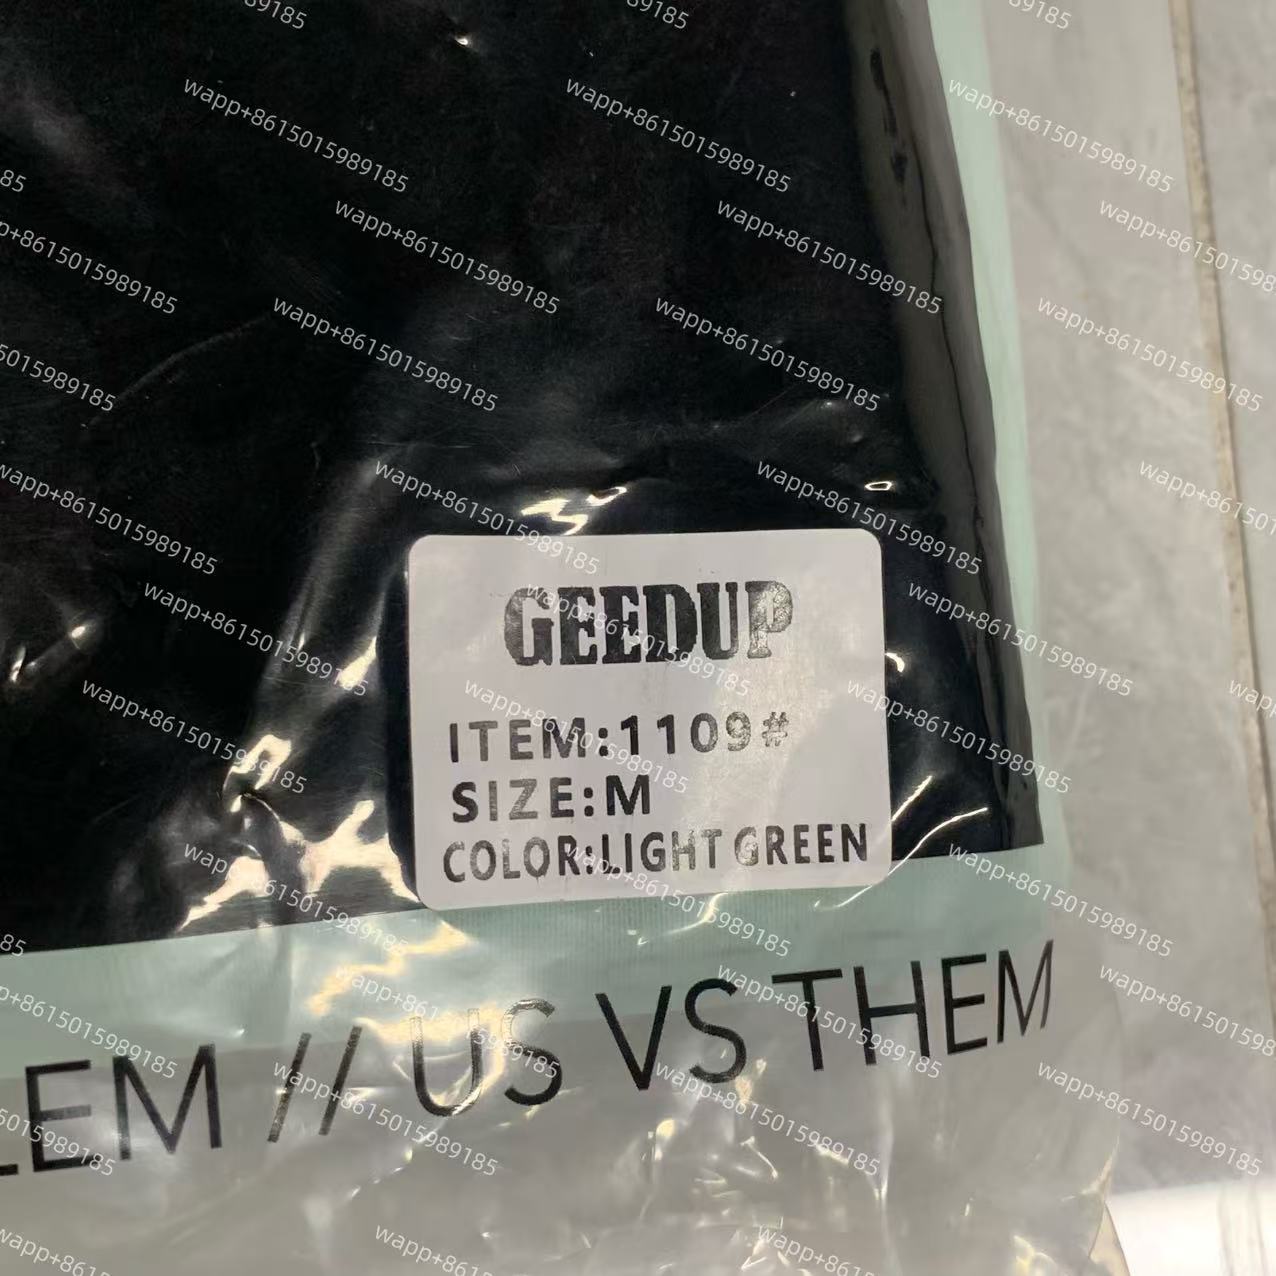 GEEDUP
ITEM:1109#
SIZE:M
COLOR:LIGHT GREEN
LEM // US VS THEM
wapp+8615015989185